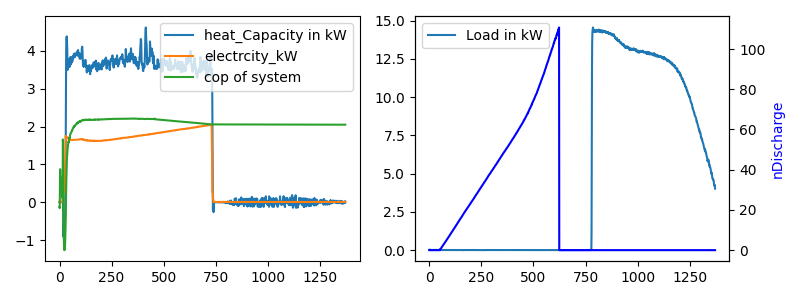 heat_Capacity in kW
electrcity_kW
cop of system
4
3
2
1
0
−1
0 250 500 750 1000 1250
Load in kW
15.0
12.5
10.0
7.5
5.0
2.5
0.0
0 250 500 750 1000 1250
100
80
60
40
20
0
nDischarge